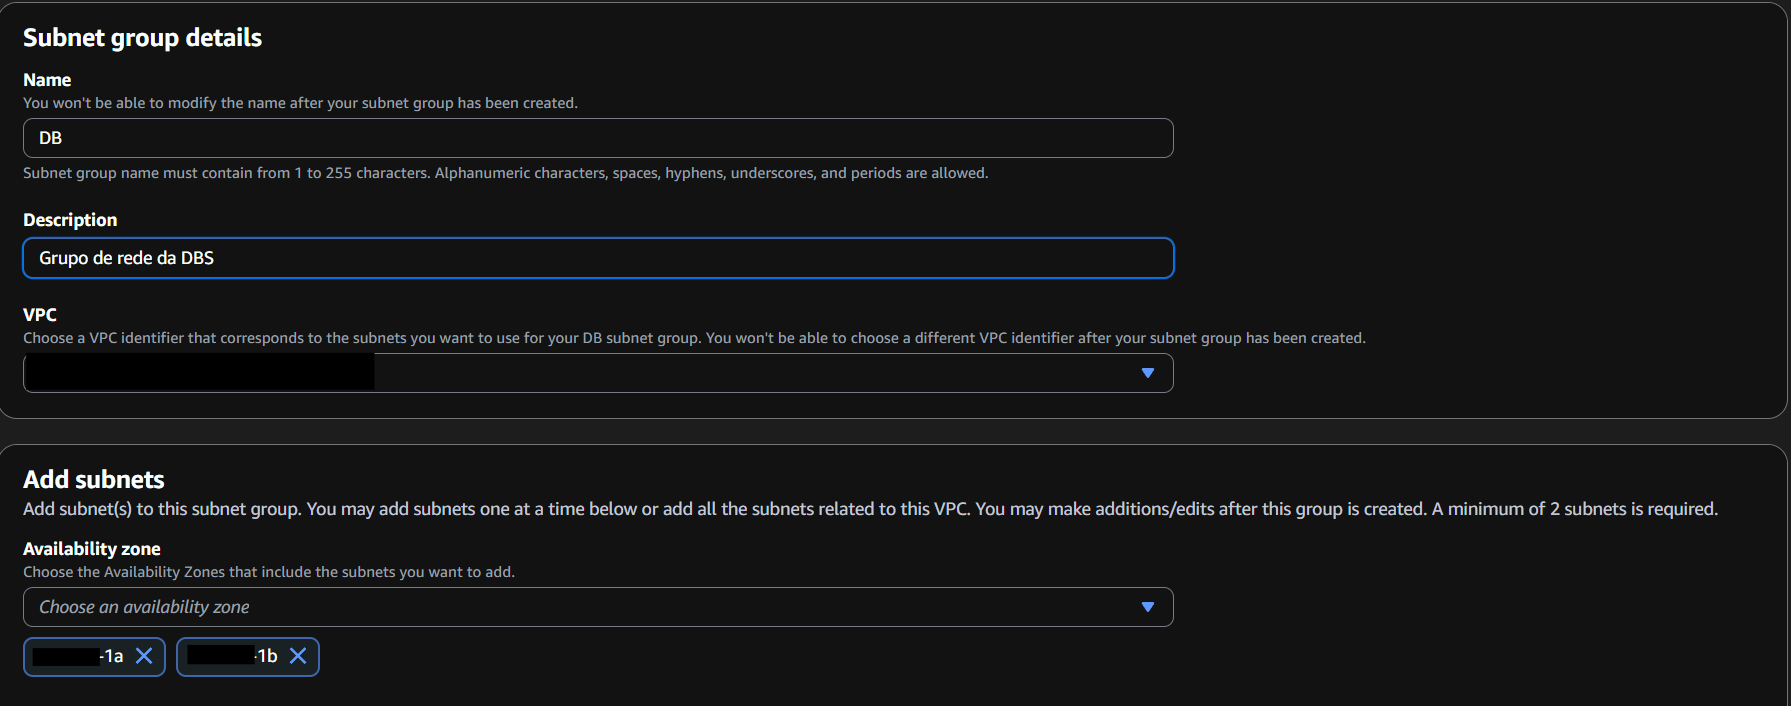 Subnet group details
Name
You won't be able to modify the name after your subnet group has been created.
DB
Subnet group name must contain from 1 to 255 characters. Alphanumeric characters, spaces, hyphens, underscores, and periods are allowed.
Description
Grupo de rede da DBS
VPC
Choose a VPC identifier that corresponds to the subnets you want to use for your DB subnet group. You won't be able to choose a different VPC identifier after your subnet group has been created.
Add subnets
Add subnet(s) to this subnet group. You may add subnets one at a time below or add all the subnets related to this VPC. You may make additions/edits after this group is created. A minimum of 2 subnets is required.
Availability zone
Choose the Availability Zones that include the subnets you want to add.
Choose an availability zone
-1a
-1b